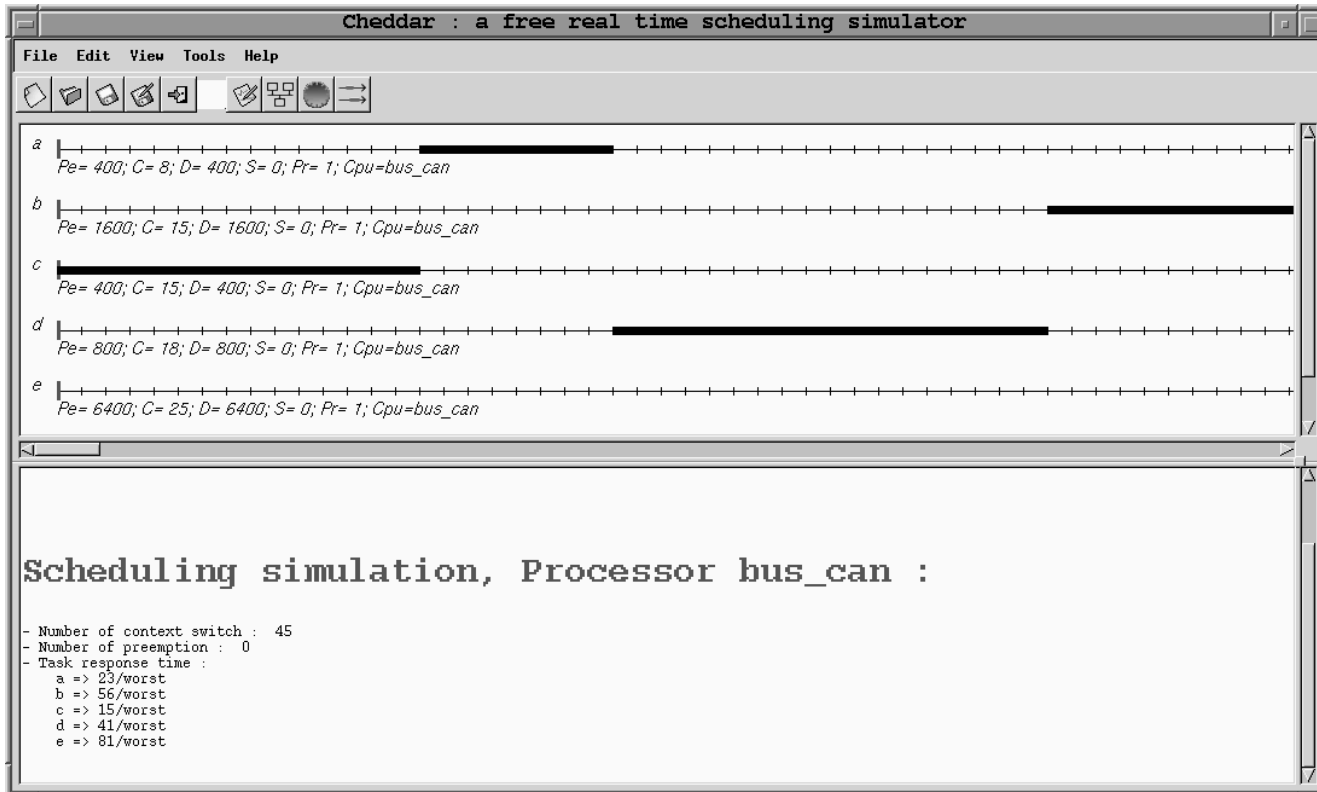 Cheddar : a free real time scheduling simulator
File Edit View Tools Help
a
Pe= 400; C= 8; D= 400; S= 0; Pr= 1; Cpu=bus_can
b
Pe= 1600; C= 15; D= 1600; S= 0; Pr= 1; Cpu=bus_can
c
Pe= 400; C= 15; D= 400; S= 0; Pr= 1; Cpu=bus_can
d
Pe= 800; C= 18; D= 800; S= 0; Pr= 1; Cpu=bus_can
e
Pe= 6400; C= 25; D= 6400; S= 0; Pr= 1; Cpu=bus_can
Scheduling simulation, Processor bus_can :
- Number of context switch : 45
- Number of preemption : 0
- Task response time :
a => 23/worst
b => 56/worst
c => 15/worst
d => 41/worst
e => 81/worst